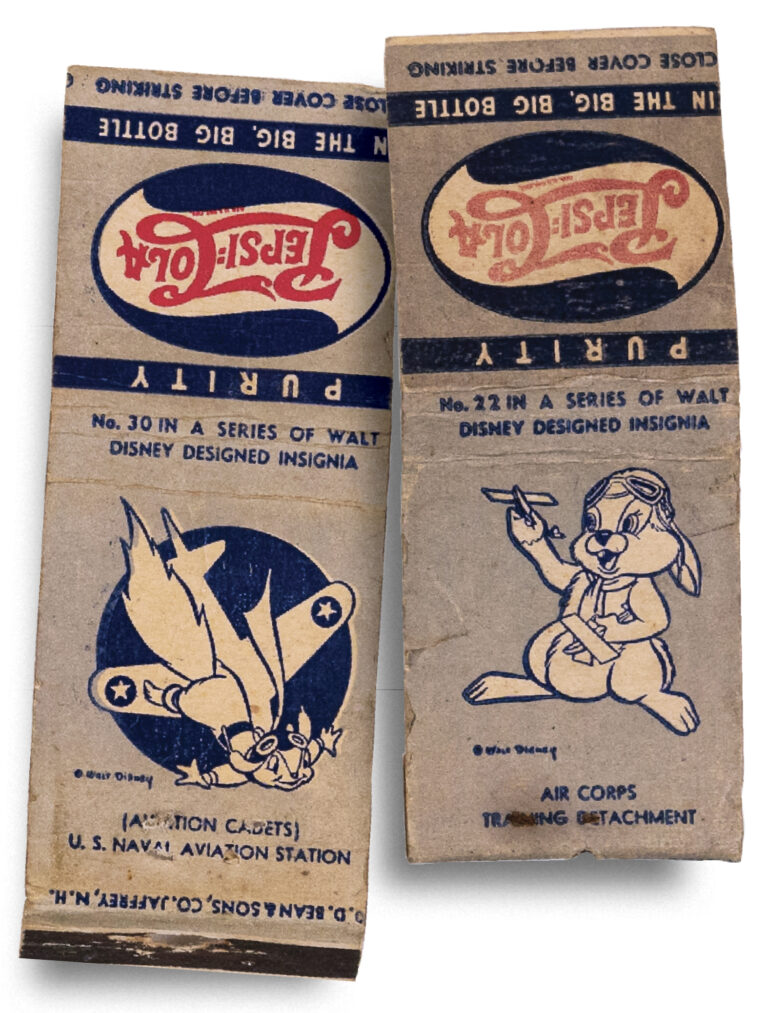 CLOSE COVER BEFORE STRIKING
IN THE BIG, BIG BOTTLE
PEPSI-COLA
PURITY
No. 30 IN A SERIES OF WALT
DISNEY DESIGNED INSIGNIA
© WALT DISNEY
(AVIATION CADETS)
U. S. NAVAL AVIATION STATION
D. D. BEAN & SONS, CO. JAFFREY, N.H.
CLOSE COVER BEFORE STRIKING
IN THE BIG, BIG BOTTLE
PEPSI-COLA
PURITY
No. 22 IN A SERIES OF WALT
DISNEY DESIGNED INSIGNIA
© WALT DISNEY
AIR CORPS
TRAINING DETACHMENT